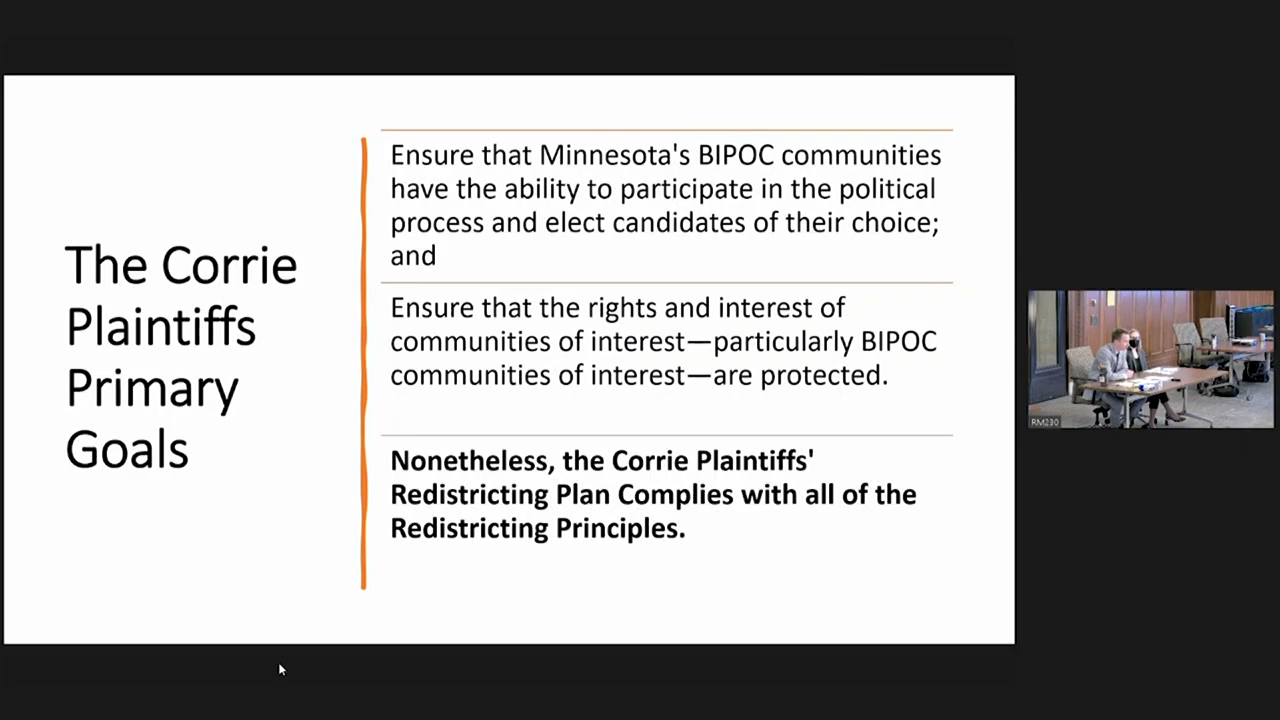 The Corrie
Plaintiffs
Primary
Goals
Ensure that Minnesota's BIPOC communities
have the ability to participate in the political
process and elect candidates of their choice;
and
Ensure that the rights and interest of
communities of interest—particularly BIPOC
communities of interest—are protected.
Nonetheless, the Corrie Plaintiffs'
Redistricting Plan Complies with all of the
Redistricting Principles.
RM230